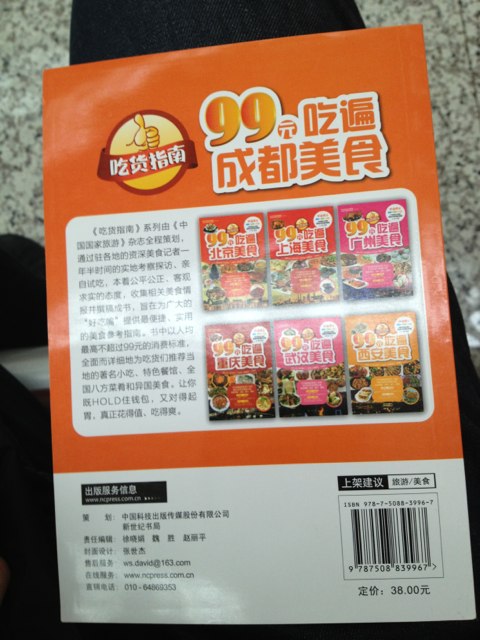 吃货指南
99元吃遍
成都美食
《吃货指南》系列由《中
国国家旅游》杂志全程策划，
通过驻各地的资深美食记者一
年半时间的实地考察探访、亲
自试吃，本着公平公正、客观
求实的态度，收集相关美食情
报并撰稿成书，旨在为广大的
“好吃嘴”提供最便捷、实用
的美食参考指南。书中以人均
最高不超过99元的消费标准，
全面而详细地为吃货们推荐当
地的著名小吃、特色餐馆、全
国八方菜肴和异国美食，让你
既HOLD住钱包，又对得起
胃，真正花得值、吃得爽。
99元吃遍
北京美食
99元吃遍
上海美食
99元吃遍
广州美食
99元吃遍
重庆美食
99元吃遍
武汉美食
99元吃遍
西安美食
出版服务信息
www.ncpress.com.cn
策 划：中国科技出版传媒股份有限公司
新世纪书局
责任编辑：徐晓娟 魏胜 赵丽平
封面设计：张世杰
售后服务：ws.david@163.com
在线服务：www.ncpress.com.cn
直销电话：010-64869353
上架建议 旅游/美食
ISBN 978-7-5088-3996-7
9 787508 839967 >
定价：38.00元